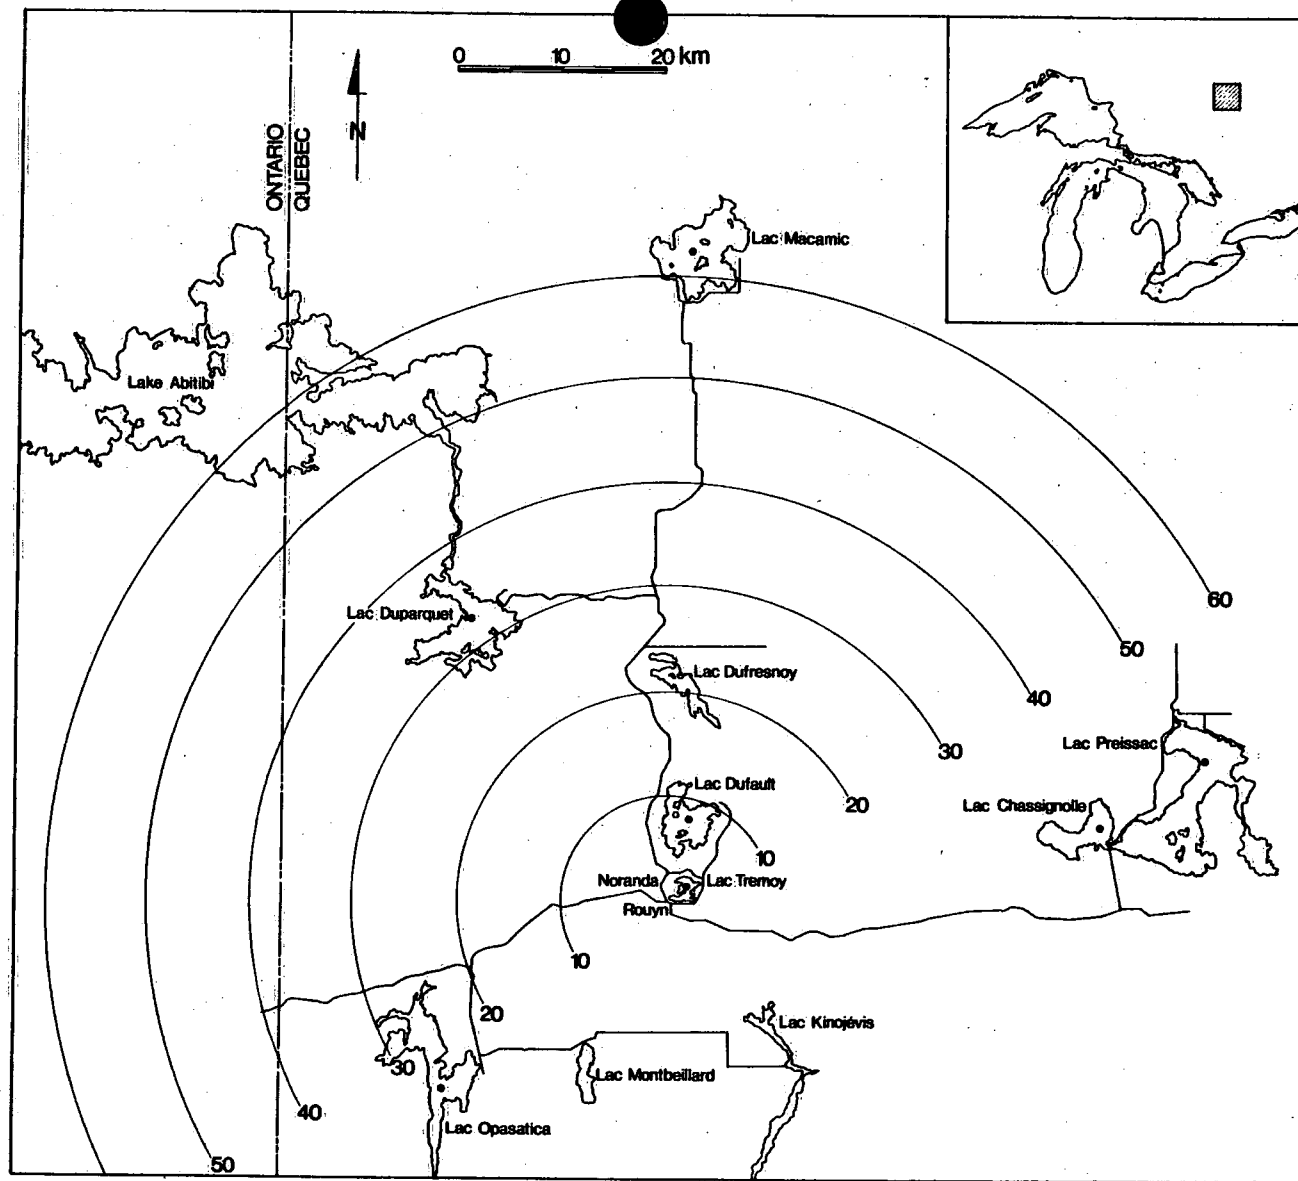 0 10 20 km
N
ONTARIO
QUEBEC
Lac Macamic
Lake Abitibi
60
Lac Duparquet
50
Lac Dufresnoy
40
Lac Preissac
30
Lac Dufault
20
Lac Chassignolle
10
Noranda
Lac Tremoy
Rouyn
10
20
Lac Kinojévis
30
Lac Montbeillard
40
Lac Opasatica
50